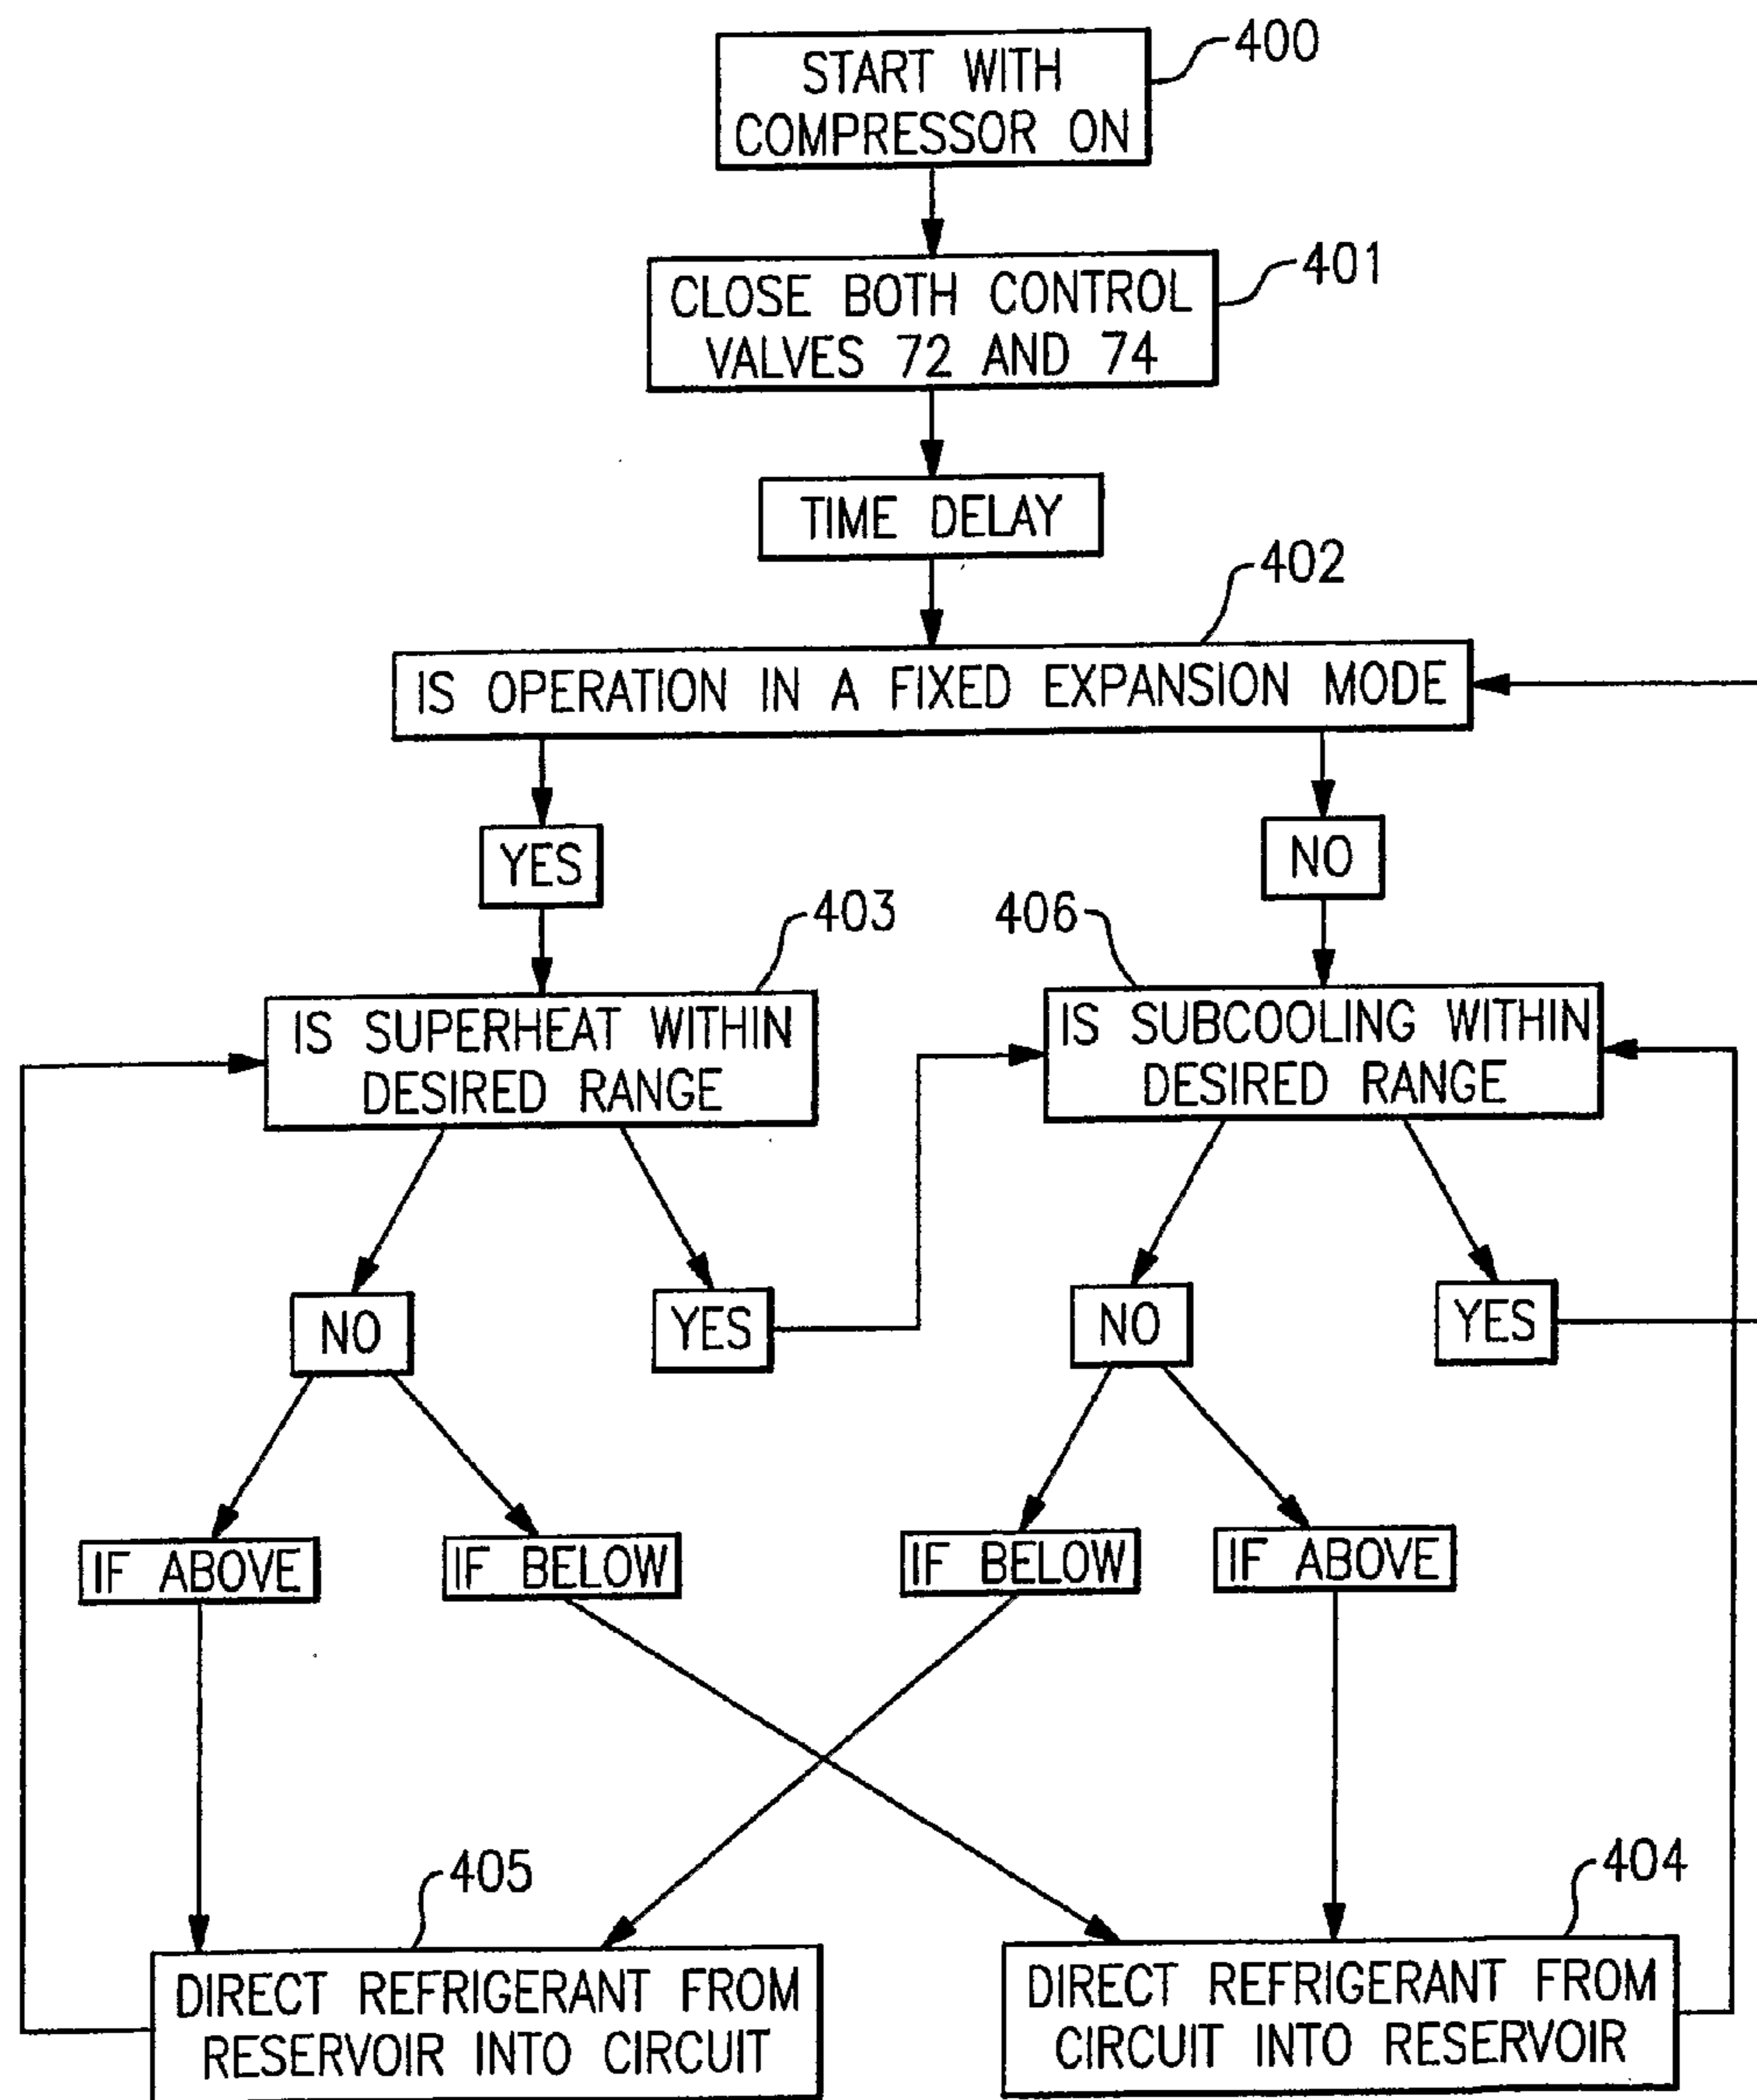 400
START WITH
COMPRESSOR ON
401
CLOSE BOTH CONTROL
VALVES 72 AND 74
TIME DELAY
402
IS OPERATION IN A FIXED EXPANSION MODE
YES
NO
403
406
IS SUPERHEAT WITHIN
DESIRED RANGE
IS SUBCOOLING WITHIN
DESIRED RANGE
NO
YES
NO
YES
IF ABOVE
IF BELOW
IF BELOW
IF ABOVE
405
404
DIRECT REFRIGERANT FROM
RESERVOIR INTO CIRCUIT
DIRECT REFRIGERANT FROM
CIRCUIT INTO RESERVOIR